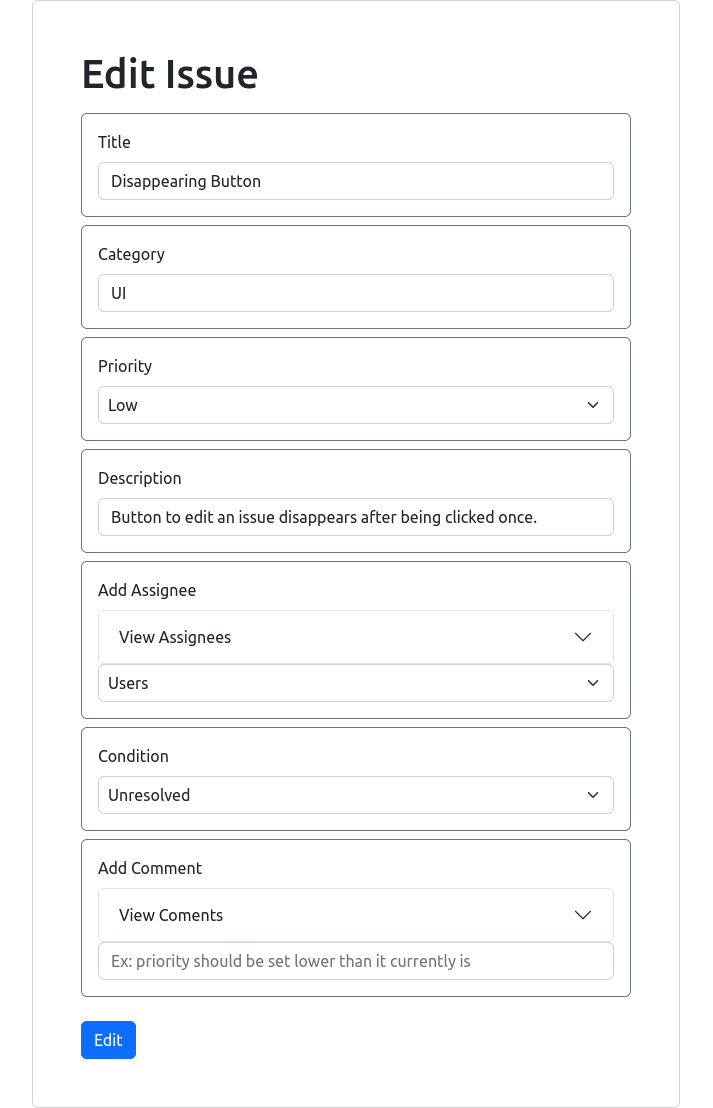 Edit Issue
Title
Disappearing Button
Category
UI
Priority
Low
Description
Button to edit an issue disappears after being clicked once.
Add Assignee
View Assignees
Users
Condition
Unresolved
Add Comment
View Coments
Ex: priority should be set lower than it currently is
Edit